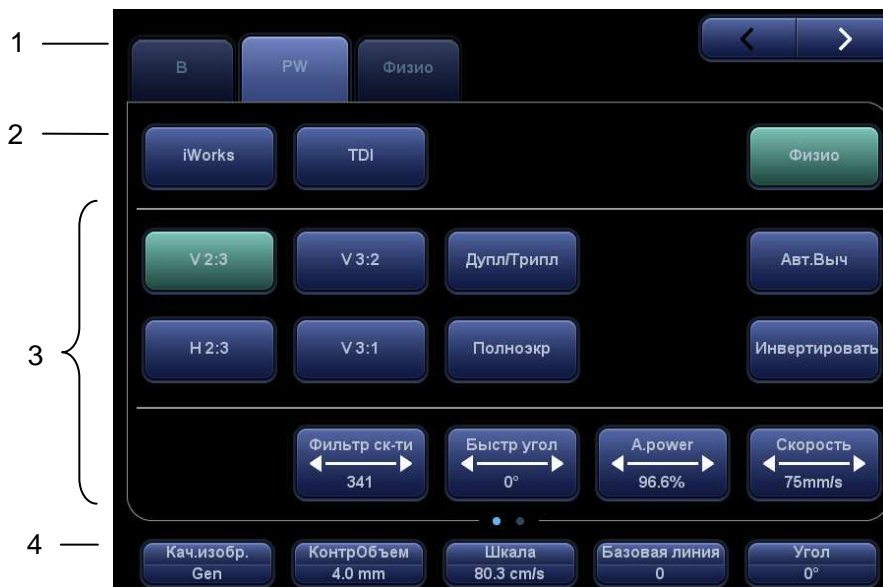 1
B PW Физио
2
iWorks TDI Физио
3
V 2:3 V 3:2 Дупл/Трипл Авт.Выч
H 2:3 V 3:1 Полноэкр Инвертировать
Фильтр ск-ти Быстр угол A.power Скорость
341 0° 96.6% 75mm/s
4
Кач.изобр. КонтрОбъем Шкала Базовая линия Угол
Gen 4.0 mm 80.3 cm/s 0 0°